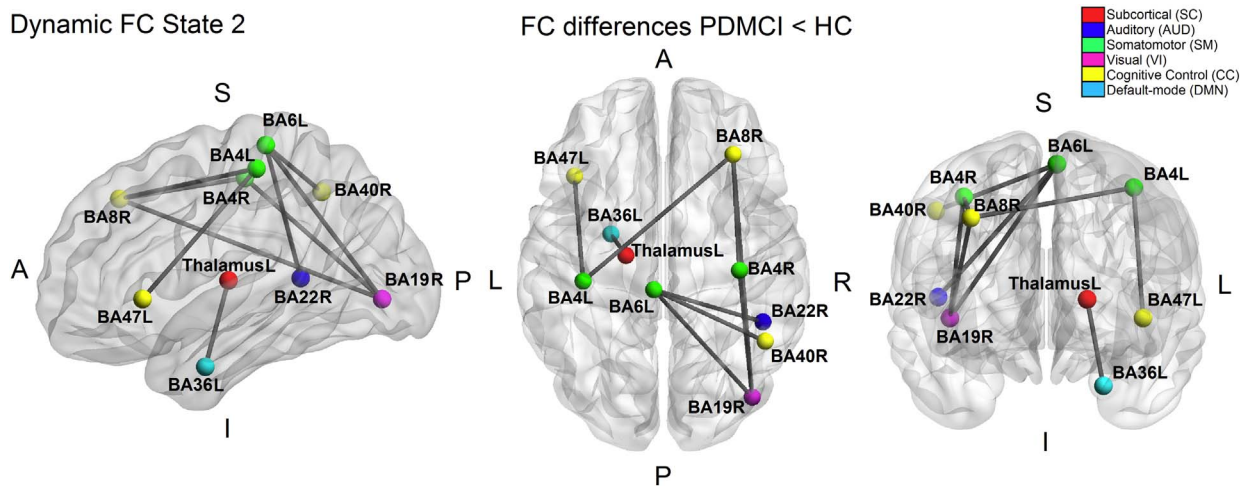 Dynamic FC State 2
FC differences PDMCI < HC
Subcortical (SC)
Auditory (AUD)
Somatomotor (SM)
Visual (VI)
Cognitive Control (CC)
Default-mode (DMN)
S
BA6L
BA4L
BA4R
BA40R
BA8R
A
ThalamusL
BA22R
BA19R
P
BA47L
BA36L
I
A
BA8R
BA47L
BA36L
ThalamusL
L
BA4R
R
BA4L
BA6L
BA22R
BA40R
BA19R
P
S
BA6L
BA4R
BA4L
BA40R
BA8R
ThalamusL
BA22R
L
BA47L
BA19R
BA36L
I